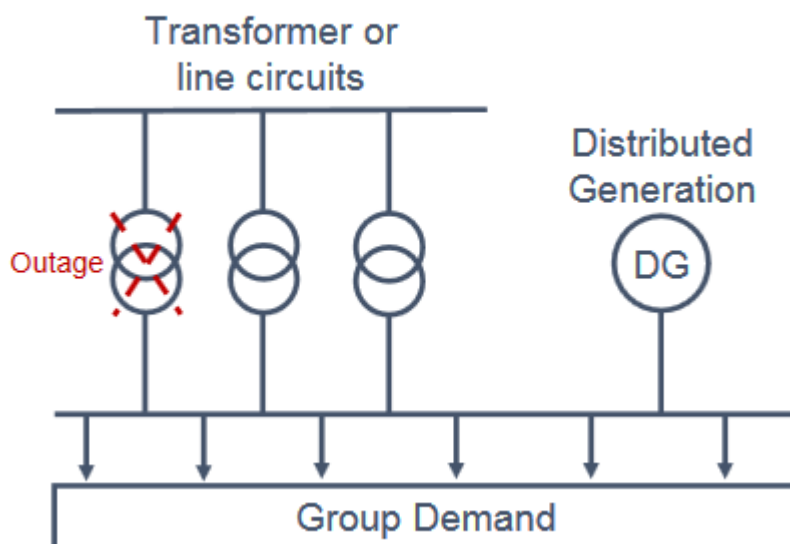 Transformer or
line circuits
Distributed
Generation
Outage
DG
Group Demand